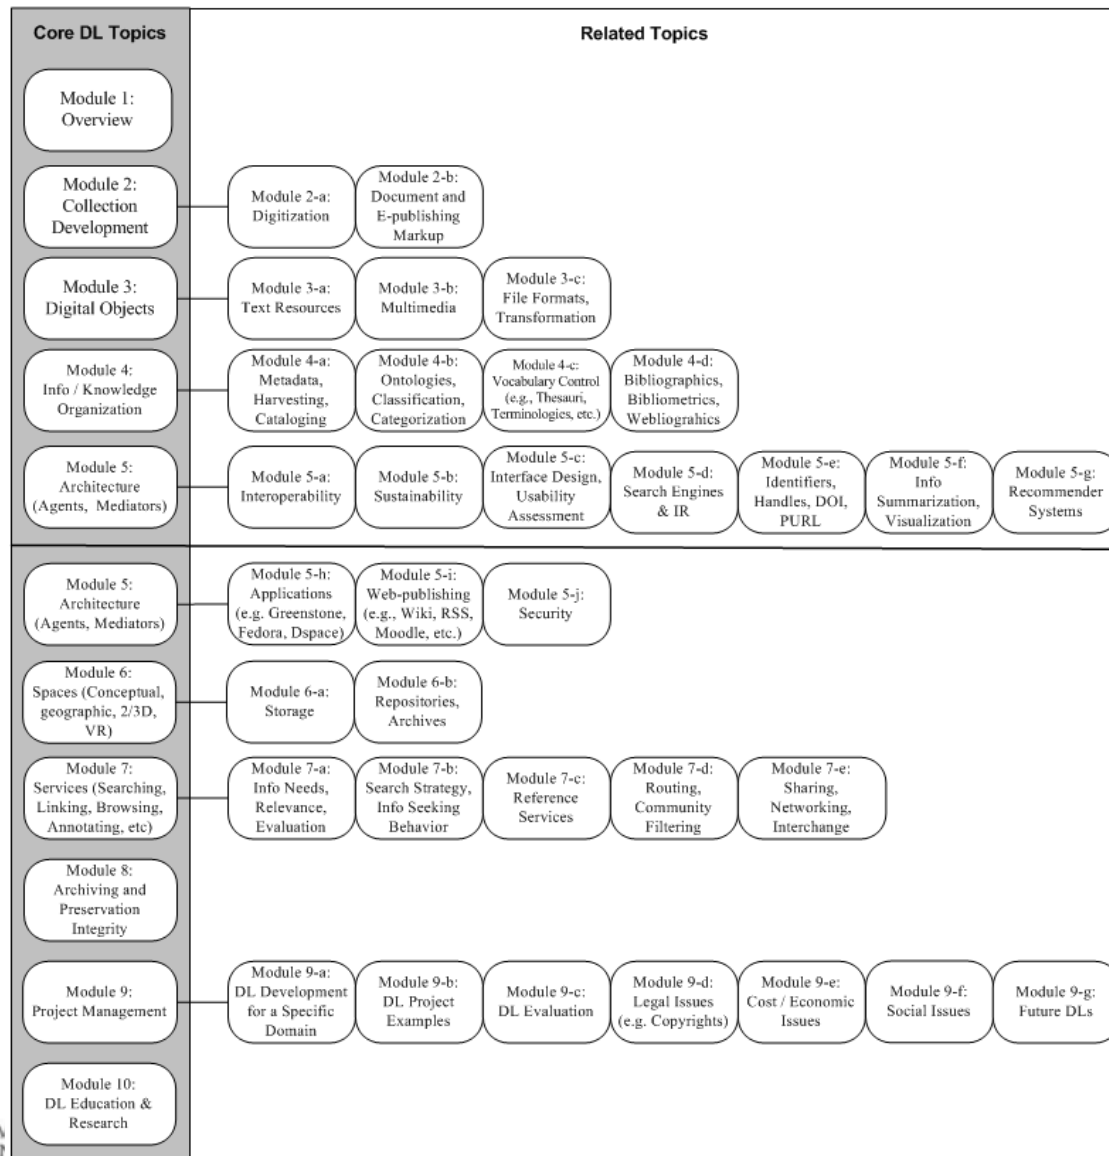 Core DL Topics
Related Topics
Module 1:
Overview
Module 2:
Collection
Development
Module 2-a:
Digitization
Module 2-b:
Document and
E-publishing
Markup
Module 3:
Digital Objects
Module 3-a:
Text Resources
Module 3-b:
Multimedia
Module 3-c:
File Formats,
Transformation
Module 4:
Info / Knowledge
Organization
Module 4-a:
Metadata,
Harvesting,
Cataloging
Module 4-b:
Ontologies,
Classification,
Categorization
Module 4-c:
Vocabulary Control
(e.g., Thesauri,
Terminologies, etc.)
Module 4-d:
Bibliographics,
Bibliometrics,
Webliograhics
Module 5:
Architecture
(Agents, Mediators)
Module 5-a:
Interoperability
Module 5-b:
Sustainability
Module 5-c:
Interface Design,
Usability
Assessment
Module 5-d:
Search Engines
& IR
Module 5-e:
Identifiers,
Handles, DOI,
PURL
Module 5-f:
Info
Summarization,
Visualization
Module 5-g:
Recommender
Systems
Module 5:
Architecture
(Agents, Mediators)
Module 5-h:
Applications
(e.g. Greenstone,
Fedora, Dspace)
Module 5-i:
Web-publishing
(e.g., Wiki, RSS,
Moodle, etc.)
Module 5-j:
Security
Module 6:
Spaces (Conceptual,
geographic, 2/3D,
VR)
Module 6-a:
Storage
Module 6-b:
Repositories,
Archives
Module 7:
Services (Searching,
Linking, Browsing,
Annotating, etc)
Module 7-a:
Info Needs,
Relevance,
Evaluation
Module 7-b:
Search Strategy,
Info Seeking
Behavior
Module 7-c:
Reference
Services
Module 7-d:
Routing,
Community
Filtering
Module 7-e:
Sharing,
Networking,
Interchange
Module 8:
Archiving and
Preservation
Integrity
Module 9:
Project Management
Module 9-a:
DL Development
for a Specific
Domain
Module 9-b:
DL Project
Examples
Module 9-c:
DL Evaluation
Module 9-d:
Legal Issues
(e.g. Copyrights)
Module 9-e:
Cost / Economic
Issues
Module 9-f:
Social Issues
Module 9-g:
Future DLs
Module 10:
DL Education &
Research